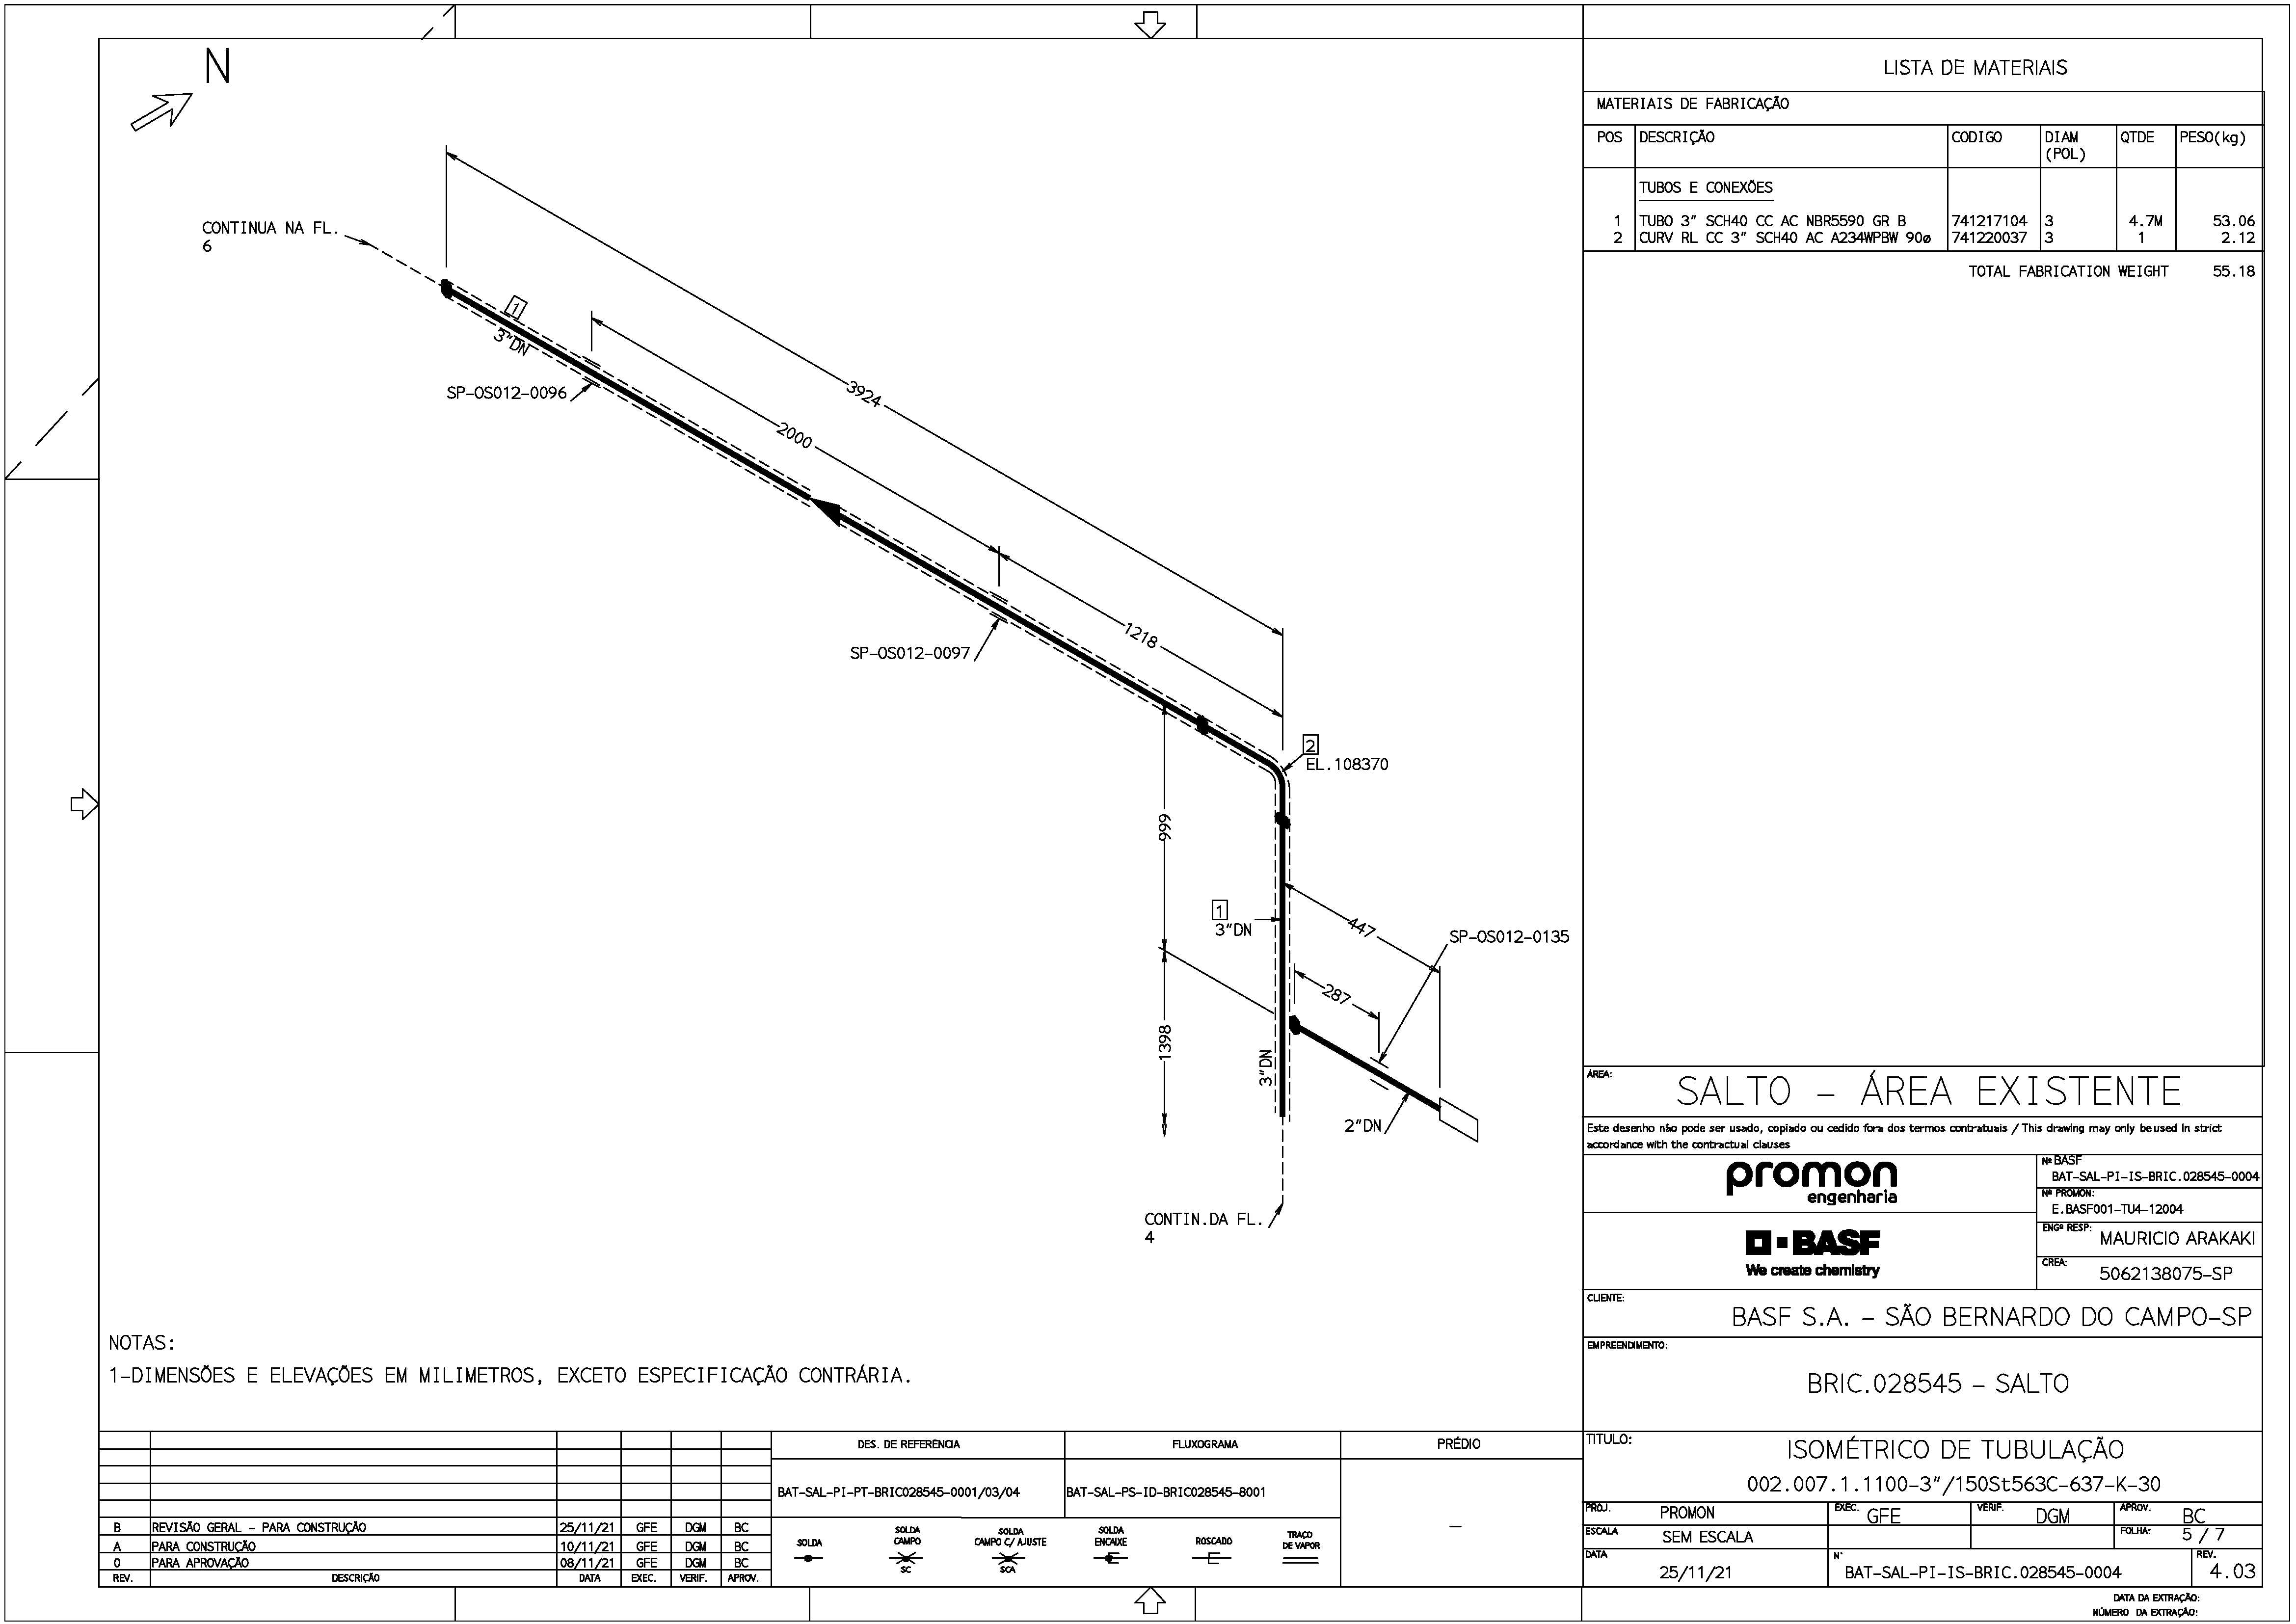 N
CONTINUA NA FL.
6
1
3"DN
SP-OS012-0096
3924
2000
SP-OS012-0097
1218
2
EL.108370
999
1
3"DN
447
SP-OS012-0135
287
1398
3"DN
2"DN
CONTIN.DA FL.
4
NOTAS:
1-DIMENSÕES E ELEVAÇÕES EM MILIMETROS, EXCETO ESPECIFICAÇÃO CONTRÁRIA.
LISTA DE MATERIAIS
MATERIAIS DE FABRICAÇÃO
POS DESCRIÇÃO CODIGO DIAM (POL) QTDE PESO(kg)
TUBOS E CONEXÕES
1 TUBO 3" SCH40 CC AC NBR5590 GR B 741217104 3 4.7M 53.06
2 CURV RL CC 3" SCH40 AC A234WPBW 90ø 741220037 3 1 2.12
TOTAL FABRICATION WEIGHT 55.18
ÁREA:
SALTO - ÁREA EXISTENTE
Este desenho não pode ser usado, copiado ou cedido fora dos termos contratuais / This drawing may only be used in strict
accordance with the contractual clauses
promon
engenharia
Nº BASF
BAT-SAL-PI-IS-BRIC.028545-0004
Nº PROMON:
E.BASF001-TU4-12004
BASF
We create chemistry
ENGº RESP:
MAURICIO ARAKAKI
CREA:
5062138075-SP
CLIENTE:
BASF S.A. - SÃO BERNARDO DO CAMPO-SP
EMPREENDIMENTO:
BRIC.028545 - SALTO
TITULO:
ISOMÉTRICO DE TUBULAÇÃO
002.007.1.1100-3"/150St563C-637-K-30
PROJ. PROMON EXEC. GFE VERIF. DGM APROV. BC
ESCALA SEM ESCALA FOLHA: 5 / 7
DATA 25/11/21 N° BAT-SAL-PI-IS-BRIC.028545-0004 REV. 4.03
DATA DA EXTRAÇÃO:
NÚMERO DA EXTRAÇÃO:
B REVISÃO GERAL - PARA CONSTRUÇÃO 25/11/21 GFE DGM BC
A PARA CONSTRUÇÃO 10/11/21 GFE DGM BC
0 PARA APROVAÇÃO 08/11/21 GFE DGM BC
REV. DESCRIÇÃO DATA EXEC. VERIF. APROV.
DES. DE REFERÊNCIA FLUXOGRAMA PRÉDIO
BAT-SAL-PI-PT-BRIC028545-0001/03/04 BAT-SAL-PS-ID-BRIC028545-8001 -
SOLDA
SOLDA CAMPO
SC
SOLDA CAMPO C/ AJUSTE
SCA
SOLDA ENCAIXE
ROSCADO
TRAÇO DE VAPOR